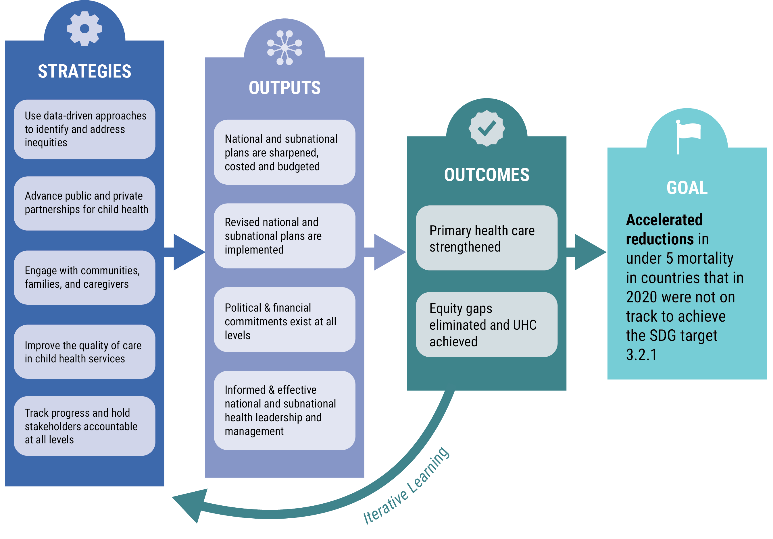 STRATEGIES
Use data-driven approaches
to identify and address
inequities
Advance public and private
partnerships for child health
Engage with communities,
families, and caregivers
Improve the quality of care
in child health services
Track progress and hold
stakeholders accountable
at all levels
OUTPUTS
National and subnational
plans are sharpened,
costed and budgeted
Revised national and
subnational plans are
implemented
Political & financial
commitments exist at all
levels
Informed & effective
national and subnational
health leadership and
management
OUTCOMES
Primary health care
strengthened
Equity gaps
eliminated and UHC
achieved
GOAL
Accelerated
reductions in
under 5 mortality
in countries that in
2020 were not on
track to achieve
the SDG target
3.2.1
Iterative Learning